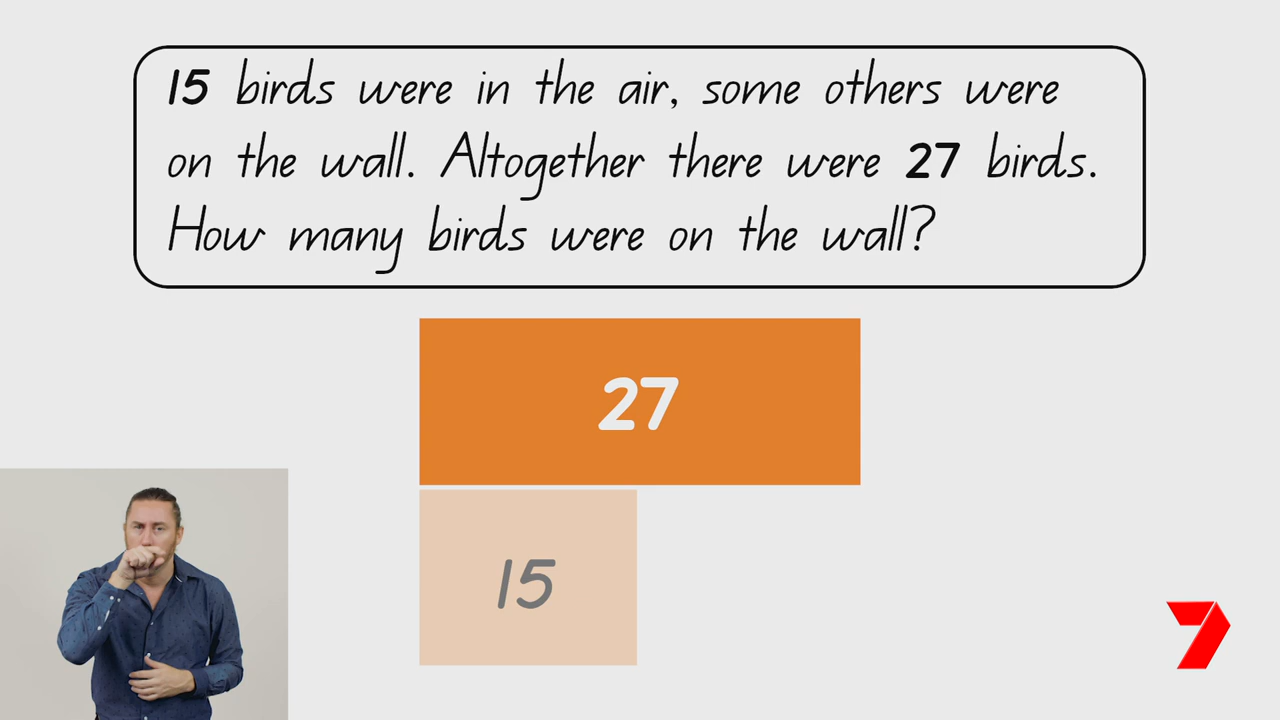 15 birds were in the air, some others were
on the wall. Altogether there were 27 birds.
How many birds were on the wall?
27
15
7